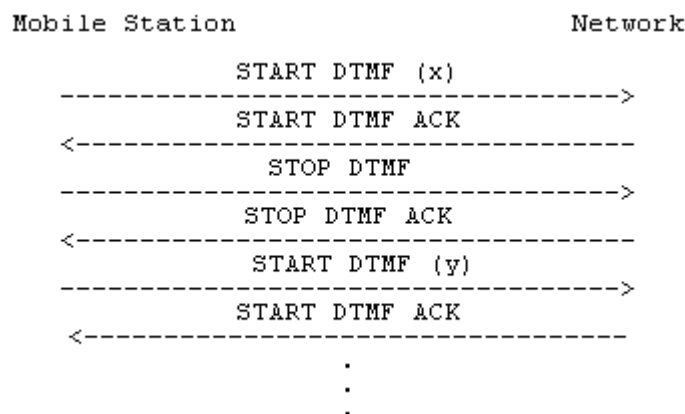 Mobile Station Network
START DTMF (x)
----------------------------------->
START DTMF ACK
<-----------------------------------
STOP DTMF
----------------------------------->
STOP DTMF ACK
<-----------------------------------
START DTMF (y)
----------------------------------->
START DTMF ACK
<----------------------------------
.
.
.